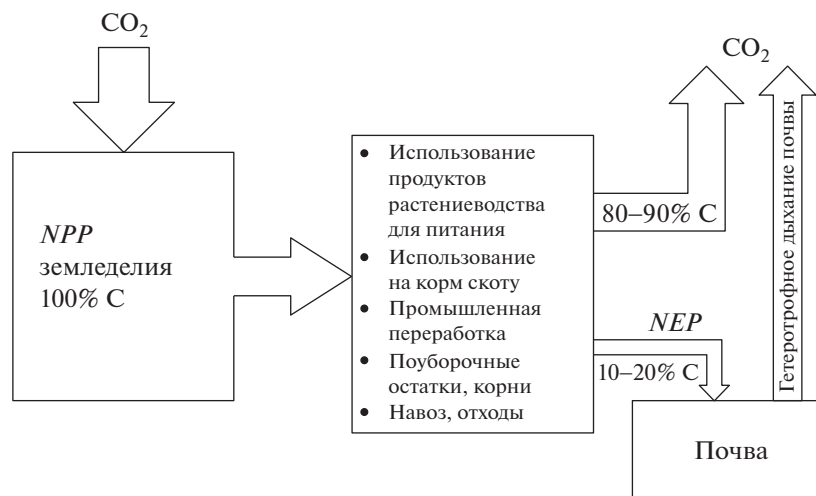 CO₂
NPP
земледелия
100% С
• Использование
продуктов
растениеводства
для питания
• Использование
на корм скоту
• Промышленная
переработка
• Поуборочные
остатки, корни
• Навоз, отходы
CO₂
80–90% С
NEP
10–20% С
Гетеротрофное дыхание почвы
Почва